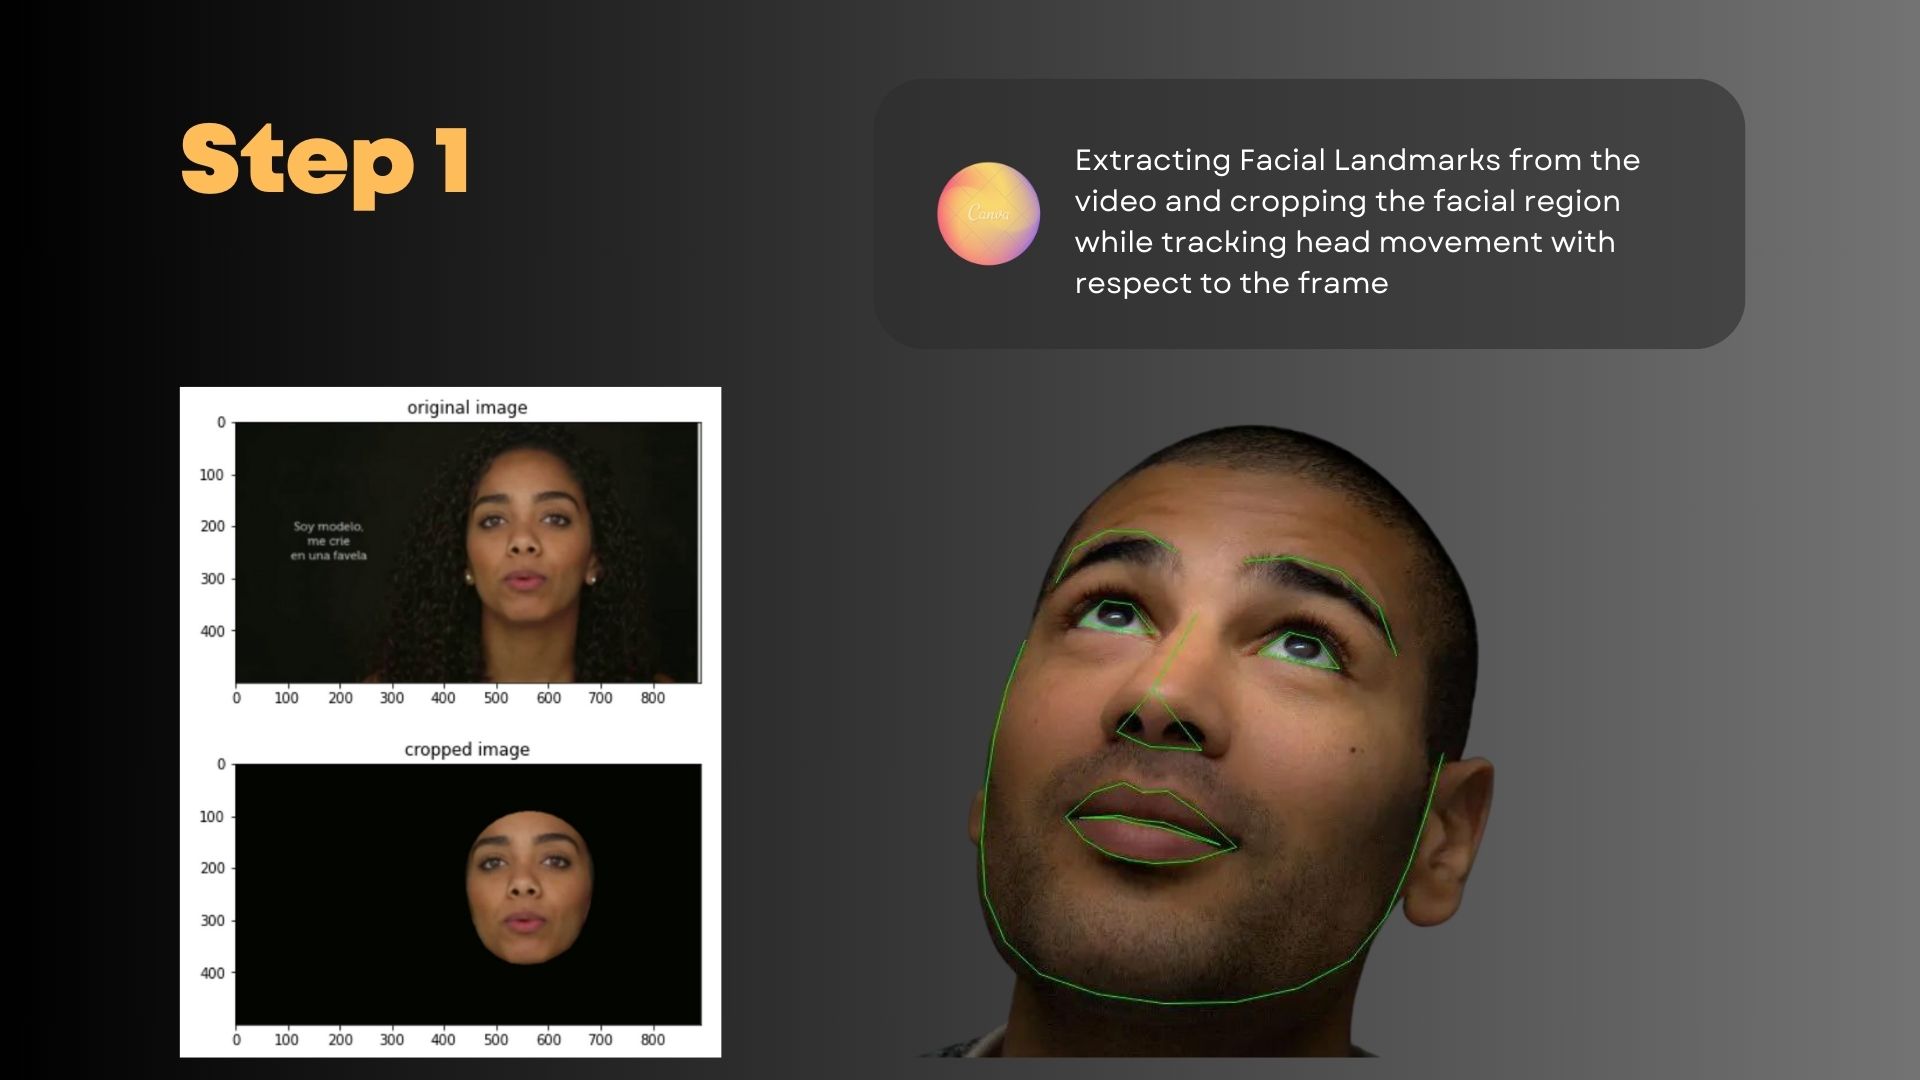 Step 1
Canva
Extracting Facial Landmarks from the
video and cropping the facial region
while tracking head movement with
respect to the frame
original image
0
100
200
300
400
Soy modelo,
me crie
en una favela
0 100 200 300 400 500 600 700 800
cropped image
0
100
200
300
400
0 100 200 300 400 500 600 700 800